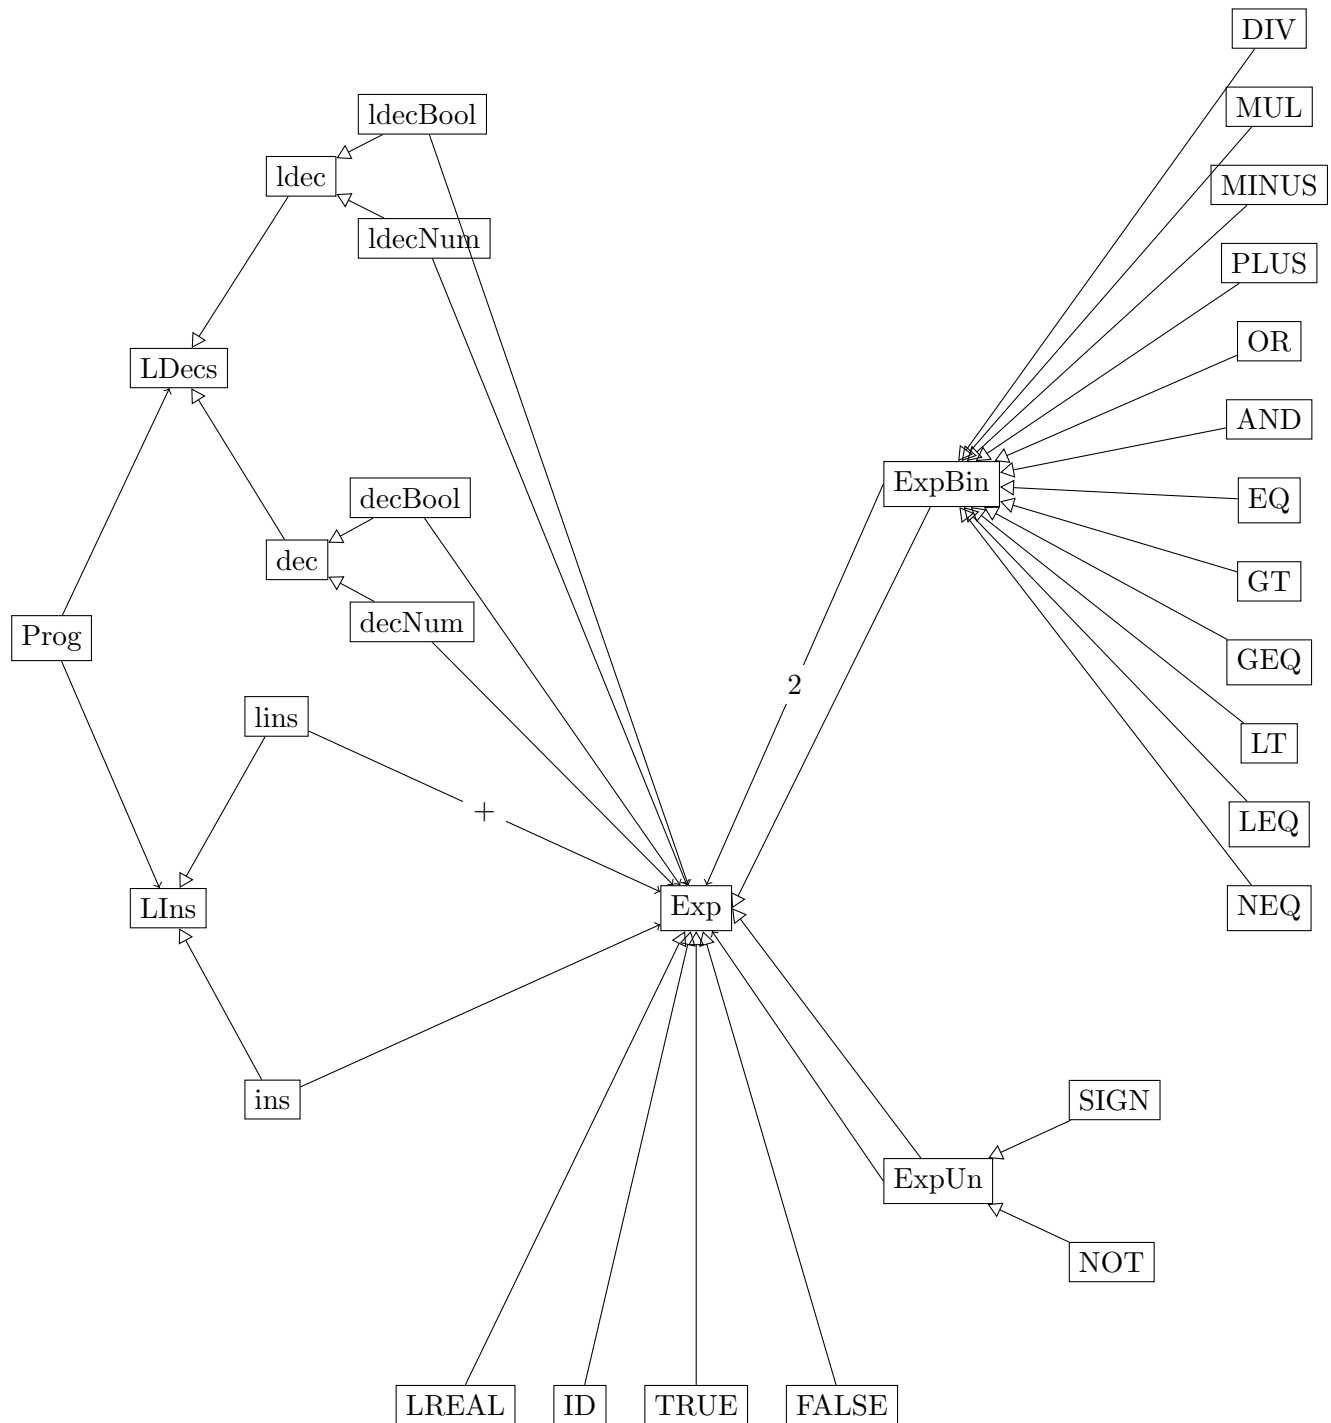 DIV
ldecBool
MUL
ldec
MINUS
ldecNum
PLUS
OR
LDecs
AND
ExpBin
decBool
EQ
dec
GT
decNum
Prog
GEQ
2
lins
LT
+
LEQ
LIns
Exp
NEQ
ins
SIGN
ExpUn
NOT
LREAL
ID
TRUE
FALSE